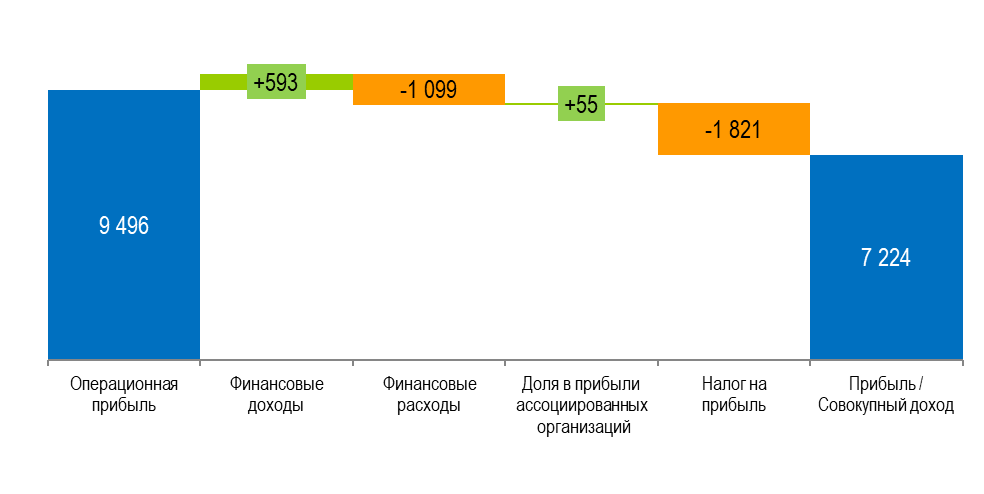 +593
-1 099
+55
-1 821
9 496
7 224
Операционная
прибыль
Финансовые
доходы
Финансовые
расходы
Доля в прибыли
ассоциированных
организаций
Налог на
прибыль
Прибыль /
Совокупный доход